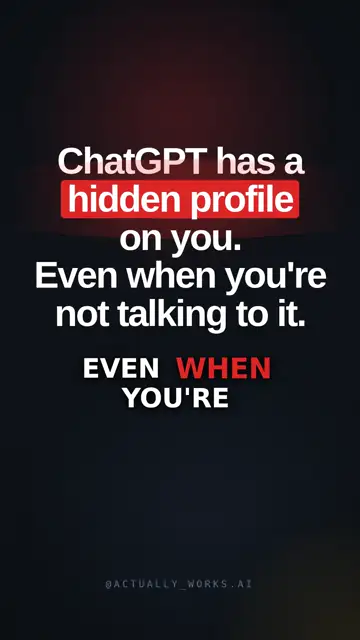 ChatGPT has a
hidden profile
on you.
Even when you're
not talking to it.
EVEN WHEN
YOU'RE
@ACTUALLY_WORKS.AI